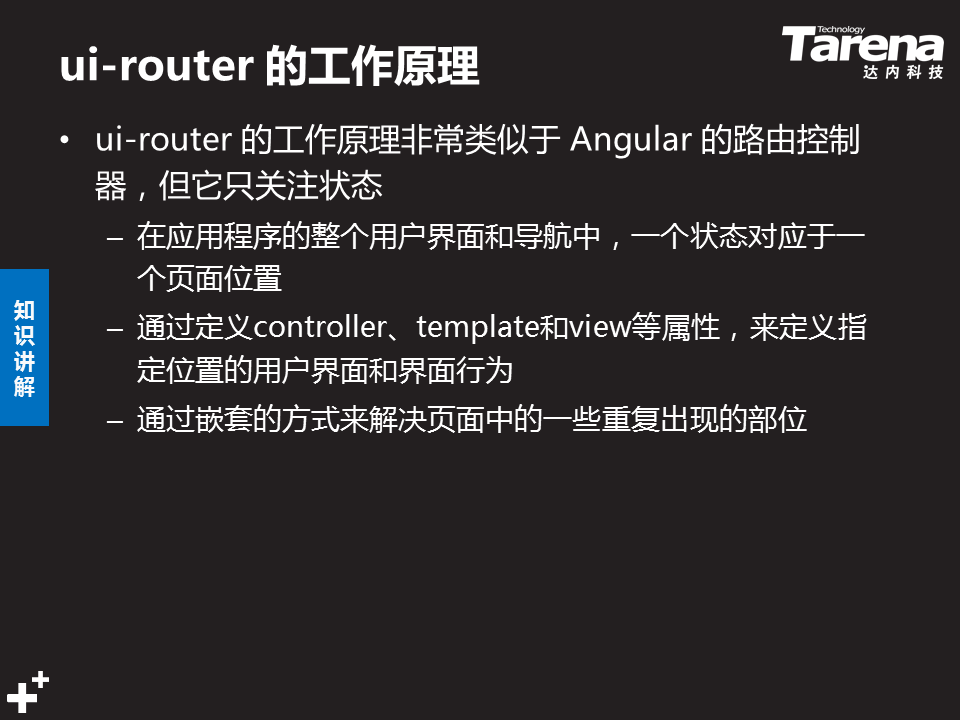 ui-router 的工作原理
Technology
Tarena
达内科技
• ui-router 的工作原理非常类似于 Angular 的路由控制
器，但它只关注状态
– 在应用程序的整个用户界面和导航中，一个状态对应于一
个页面位置
– 通过定义controller、template和view等属性，来定义指
定位置的用户界面和界面行为
– 通过嵌套的方式来解决页面中的一些重复出现的部位
知
识
讲
解